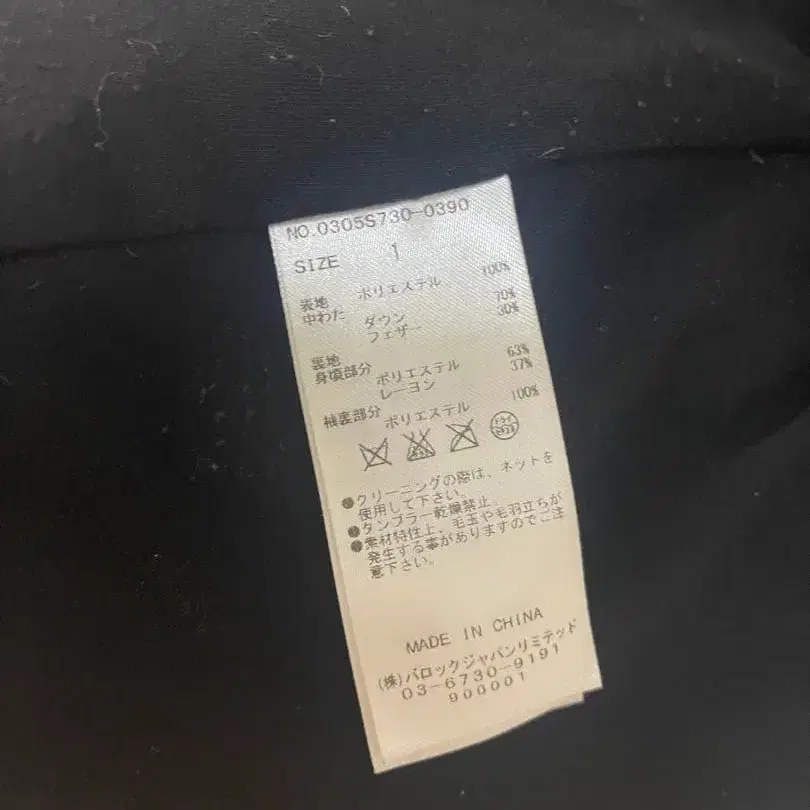 NO.0305S730-0390
SIZE 1
表地 ポリエステル 100%
中わた ダウン 70%
フェザー 30%
裏地
身頃部分 ポリエステル 63%
レーヨン 37%
袖裏部分 ポリエステル 100%
ドライ
セキユ系
●クリーニングの際は、ネットを
使用して下さい。
●タンブラー乾燥禁止。
●素材特性上、毛玉や毛羽立ちが
発生する事がありますのでご注
意下さい。
MADE IN CHINA
(株)バロックジャパンリミテッド
03-6730-9191
900001